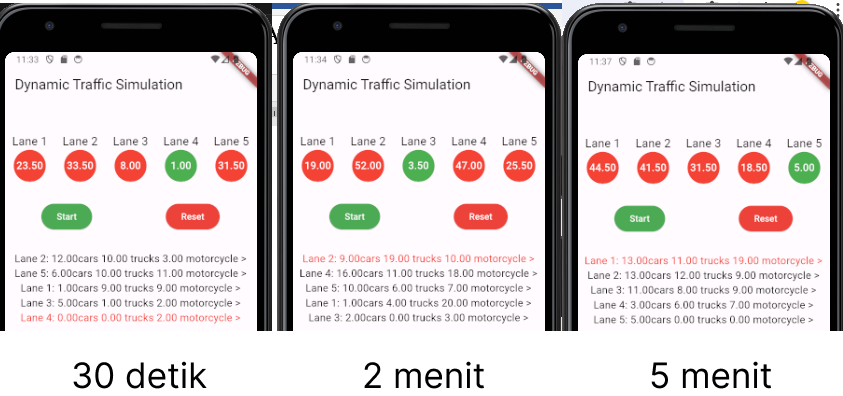 11:33
DEBUG
Dynamic Traffic Simulation
Lane 1 Lane 2 Lane 3 Lane 4 Lane 5
23.50 33.50 8.00 1.00 31.50
Start Reset
Lane 2: 12.00cars 10.00 trucks 3.00 motorcycle >
Lane 5: 6.00cars 10.00 trucks 11.00 motorcycle >
Lane 1: 1.00cars 9.00 trucks 9.00 motorcycle >
Lane 3: 5.00cars 1.00 trucks 2.00 motorcycle >
Lane 4: 0.00cars 0.00 trucks 2.00 motorcycle >
30 detik
11:34
DEBUG
Dynamic Traffic Simulation
Lane 1 Lane 2 Lane 3 Lane 4 Lane 5
19.00 52.00 3.50 47.00 25.50
Start Reset
Lane 2: 9.00cars 19.00 trucks 10.00 motorcycle >
Lane 4: 16.00cars 11.00 trucks 18.00 motorcycle >
Lane 5: 10.00cars 6.00 trucks 7.00 motorcycle >
Lane 1: 1.00cars 4.00 trucks 20.00 motorcycle >
Lane 3: 2.00cars 0.00 trucks 3.00 motorcycle >
2 menit
11:37
DEBUG
Dynamic Traffic Simulation
Lane 1 Lane 2 Lane 3 Lane 4 Lane 5
44.50 41.50 31.50 18.50 5.00
Start Reset
Lane 1: 13.00cars 11.00 trucks 19.00 motorcycle >
Lane 2: 13.00cars 12.00 trucks 9.00 motorcycle >
Lane 3: 11.00cars 8.00 trucks 9.00 motorcycle >
Lane 4: 3.00cars 6.00 trucks 7.00 motorcycle >
Lane 5: 5.00cars 0.00 trucks 0.00 motorcycle >
5 menit